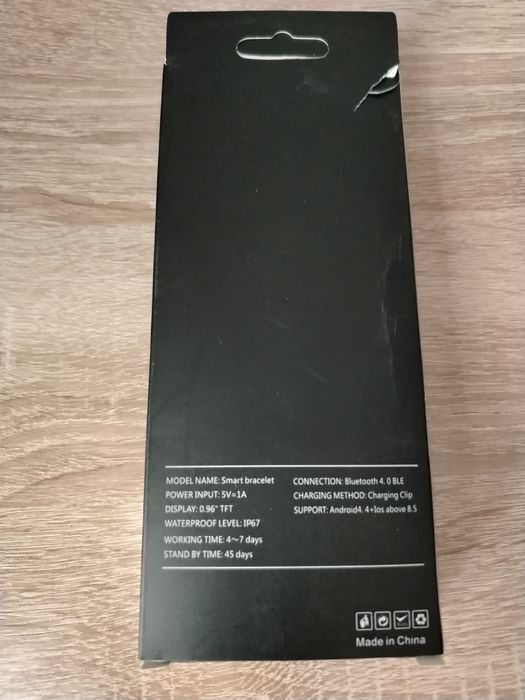 MODEL NAME: Smart bracelet
POWER INPUT: 5V=1A
DISPLAY: 0.96" TFT
WATERPROOF LEVEL: IP67
WORKING TIME: 4~7 days
STAND BY TIME: 45 days
CONNECTION: Bluetooth 4. 0 BLE
CHARGING METHOD: Charging Clip
SUPPORT: Android4. 4+Ios above 8.5
Made in China